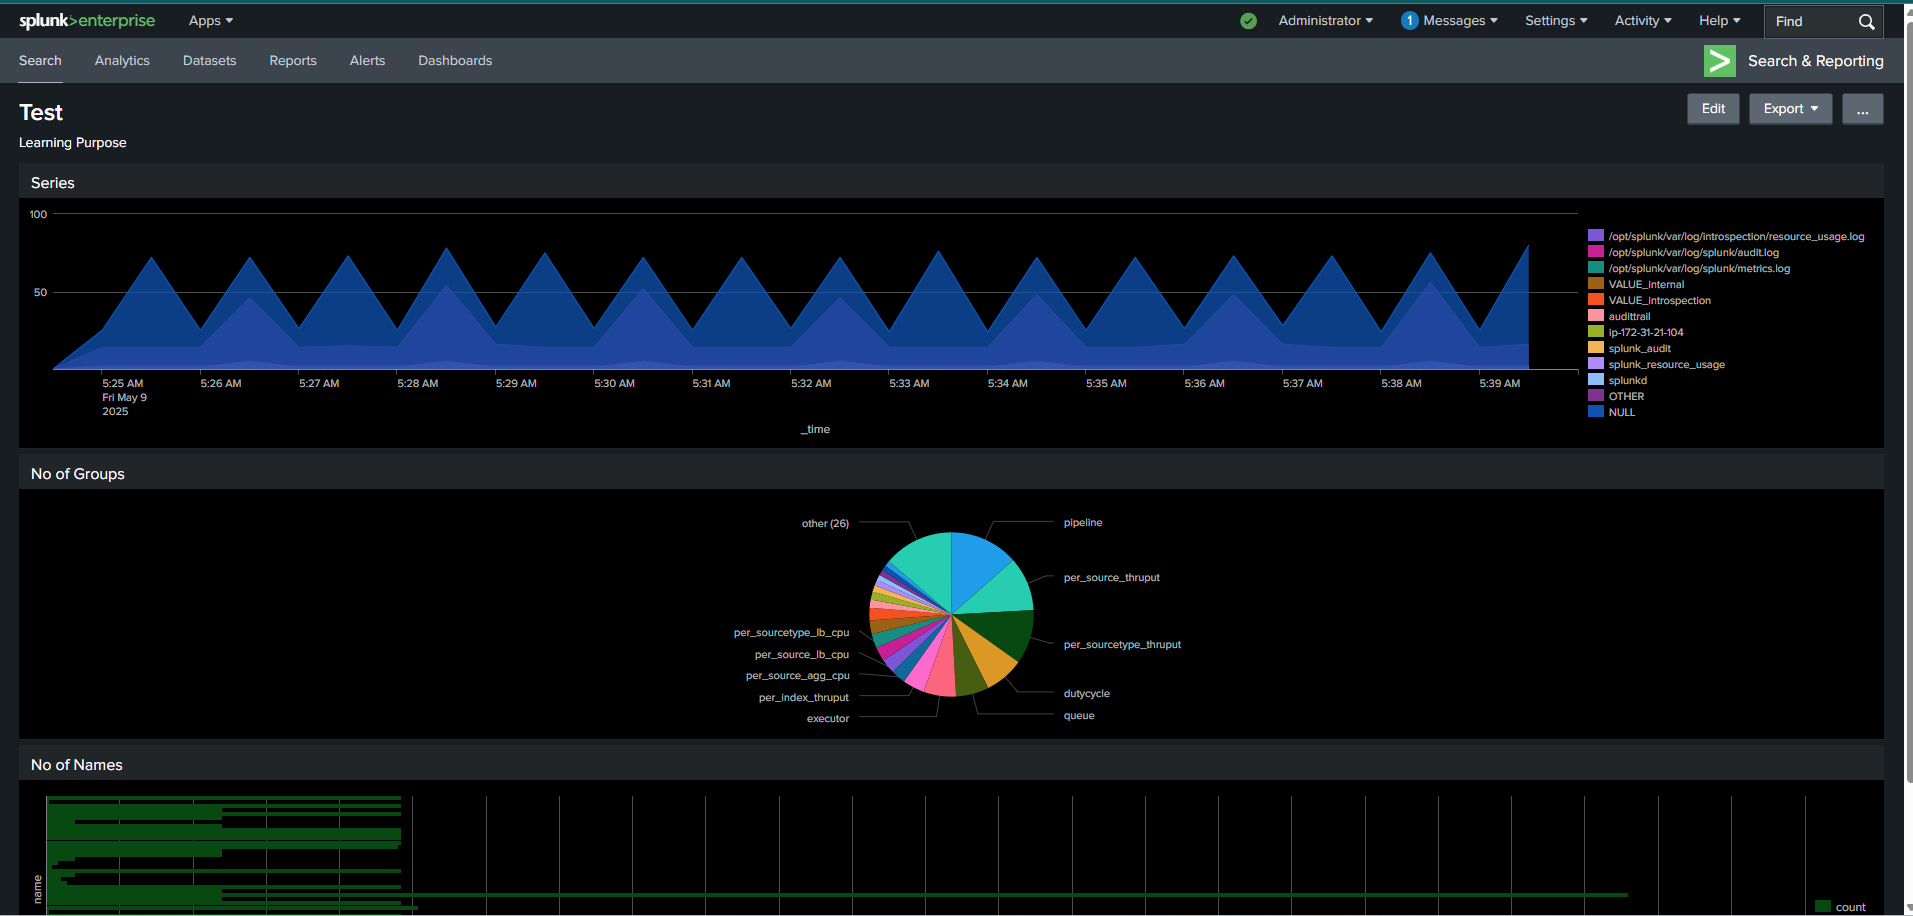 splunk>enterprise Apps Administrator 1 Messages Settings Activity Help Find
Search Analytics Datasets Reports Alerts Dashboards Search & Reporting
Test
Edit Export ...
Learning Purpose
Series
100
50
5:25 AM 5:26 AM 5:27 AM 5:28 AM 5:29 AM 5:30 AM 5:31 AM 5:32 AM 5:33 AM 5:34 AM 5:35 AM 5:36 AM 5:37 AM 5:38 AM 5:39 AM
Fri May 9
2025
_time
/opt/splunk/var/log/introspection/resource_usage.log
/opt/splunk/var/log/splunk/audit.log
/opt/splunk/var/log/splunk/metrics.log
VALUE_internal
VALUE_introspection
audittrail
ip-172-31-21-104
splunk_audit
splunk_resource_usage
splunkd
OTHER
NULL
No of Groups
other (26)
pipeline
per_source_thruput
per_sourcetype_lb_cpu
per_sourcetype_thruput
per_source_lb_cpu
per_source_agg_cpu
per_index_thruput
dutycycle
executor
queue
No of Names
name
count